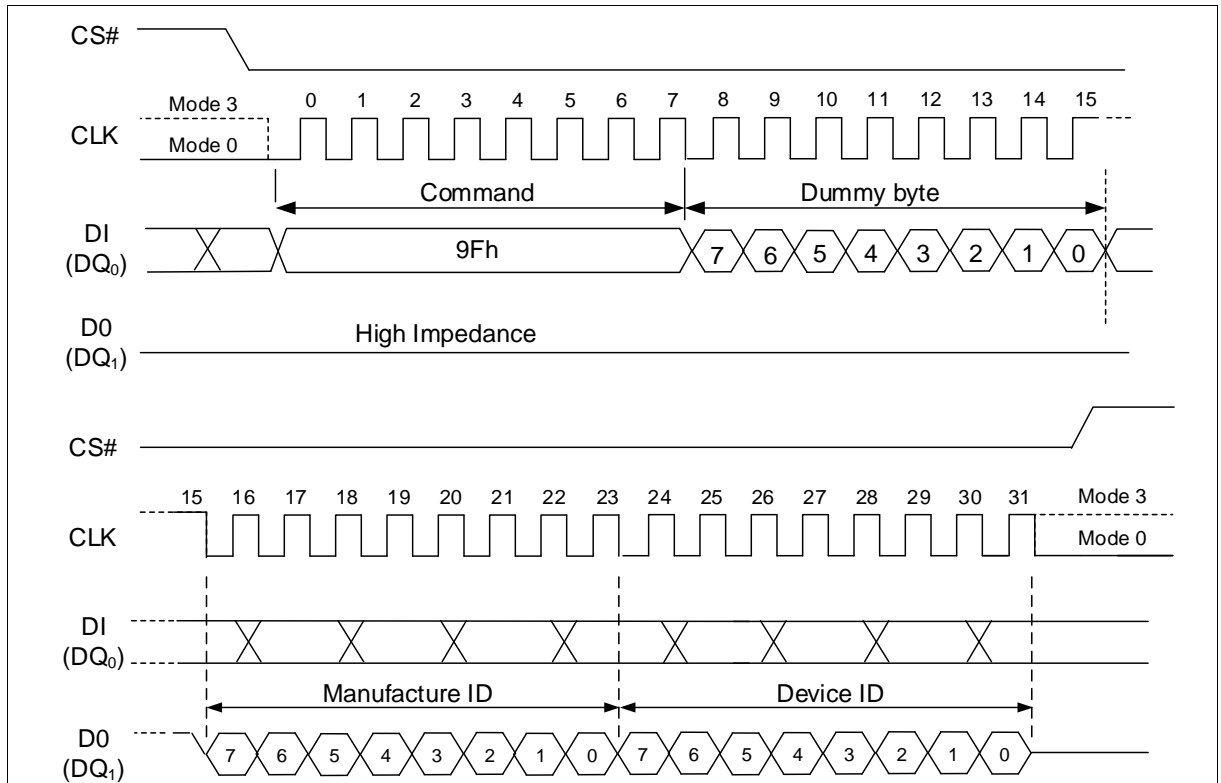 CS#
Mode 3
0 1 2 3 4 5 6 7 8 9 10 11 12 13 14 15
CLK
Mode 0
Command
Dummy byte
DI
(DQ0)
9Fh
7 6 5 4 3 2 1 0
D0
(DQ1)
High Impedance
CS#
15 16 17 18 19 20 21 22 23 24 25 26 27 28 29 30 31
Mode 3
CLK
Mode 0
DI
(DQ0)
Manufacture ID
Device ID
D0
(DQ1)
7 6 5 4 3 2 1 0 7 6 5 4 3 2 1 0